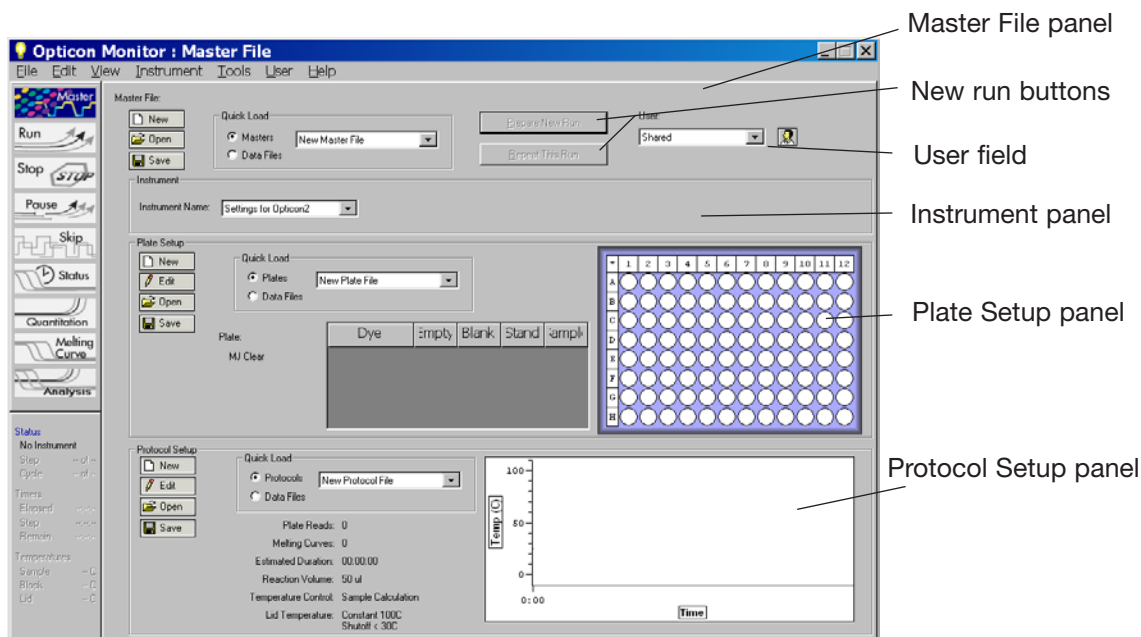 Master File panel
Opticon Monitor : Master File
File Edit View Instrument Tools User Help
New run buttons
User field
Instrument panel
Plate Setup panel
Protocol Setup panel
Master
Run
Stop
STOP
Pause
Skip
Status
Quantitation
Melting
Curve
Analysis
Status
No Instrument
Step -- of --
Cycle -- of --
Timers
Elapsed --:--:--
Step --:--:--
Remain --:--:--
Temperatures
Sample -- C
Block -- C
Lid -- C
Master File:
New
Open
Save
Quick Load
Masters New Master File
Data Files
Prepare New Run
Repeat This Run
User:
Shared
Instrument
Instrument Name: Settings for Opticon2
Plate Setup
New
Edit
Open
Save
Quick Load
Plates New Plate File
Data Files
Plate:
MJ Clear
Dye Empty Blank Stand Sample
* 1 2 3 4 5 6 7 8 9 10 11 12
A
B
C
D
E
F
G
H
Protocol Setup
New
Edit
Open
Save
Quick Load
Protocols New Protocol File
Data Files
Plate Reads: 0
Melting Curves: 0
Estimated Duration: 00:00:00
Reaction Volume: 50 ul
Temperature Control: Sample Calculation
Lid Temperature: Constant 100C
Shutoff < 30C
100
50
0
Temp (C)
0:00
Time